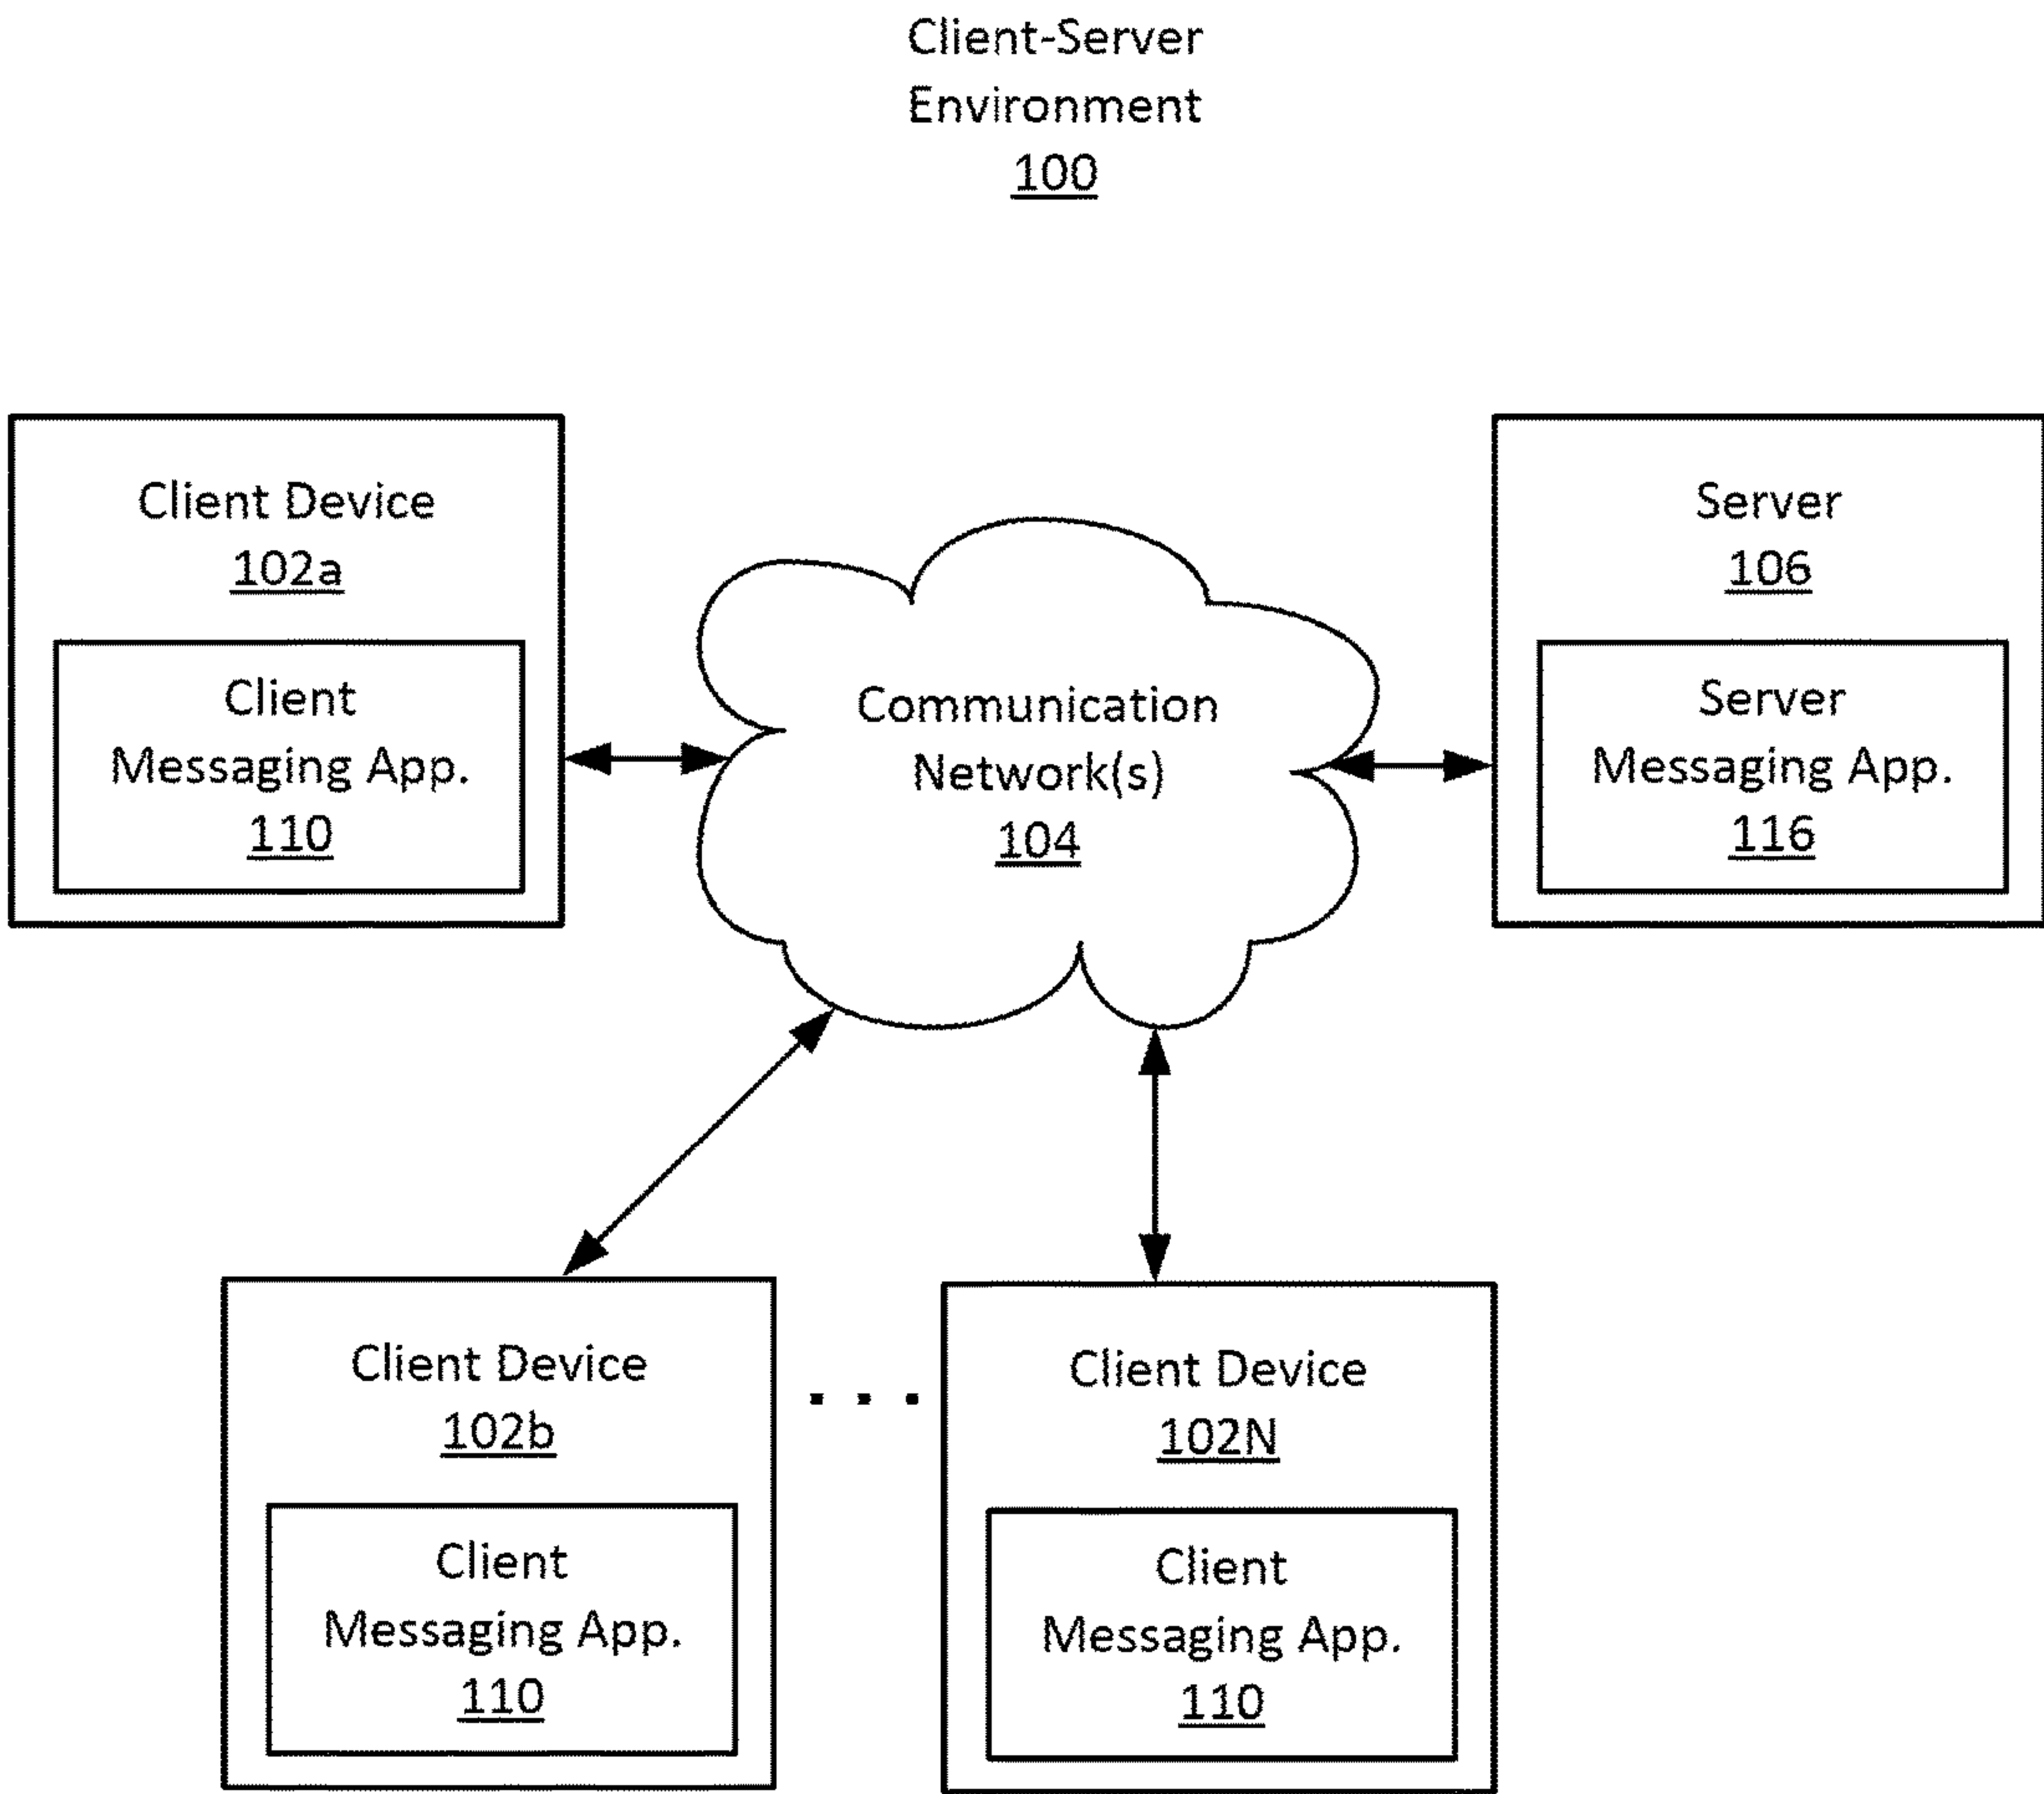 Client-Server
Environment
100
Client Device
102a
Client
Messaging App.
110
Communication
Network(s)
104
Server
106
Server
Messaging App.
116
Client Device
102b
Client
Messaging App.
110
. . .
Client Device
102N
Client
Messaging App.
110